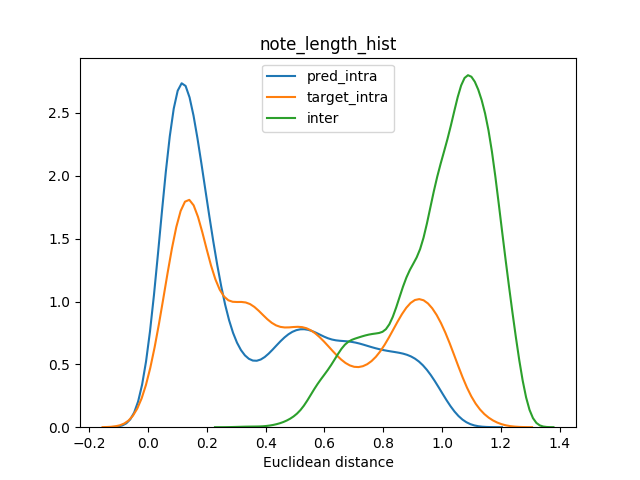 note_length_hist
pred_intra
target_intra
inter
2.5
2.0
1.5
1.0
0.5
0.0
−0.2 0.0 0.2 0.4 0.6 0.8 1.0 1.2 1.4
Euclidean distance